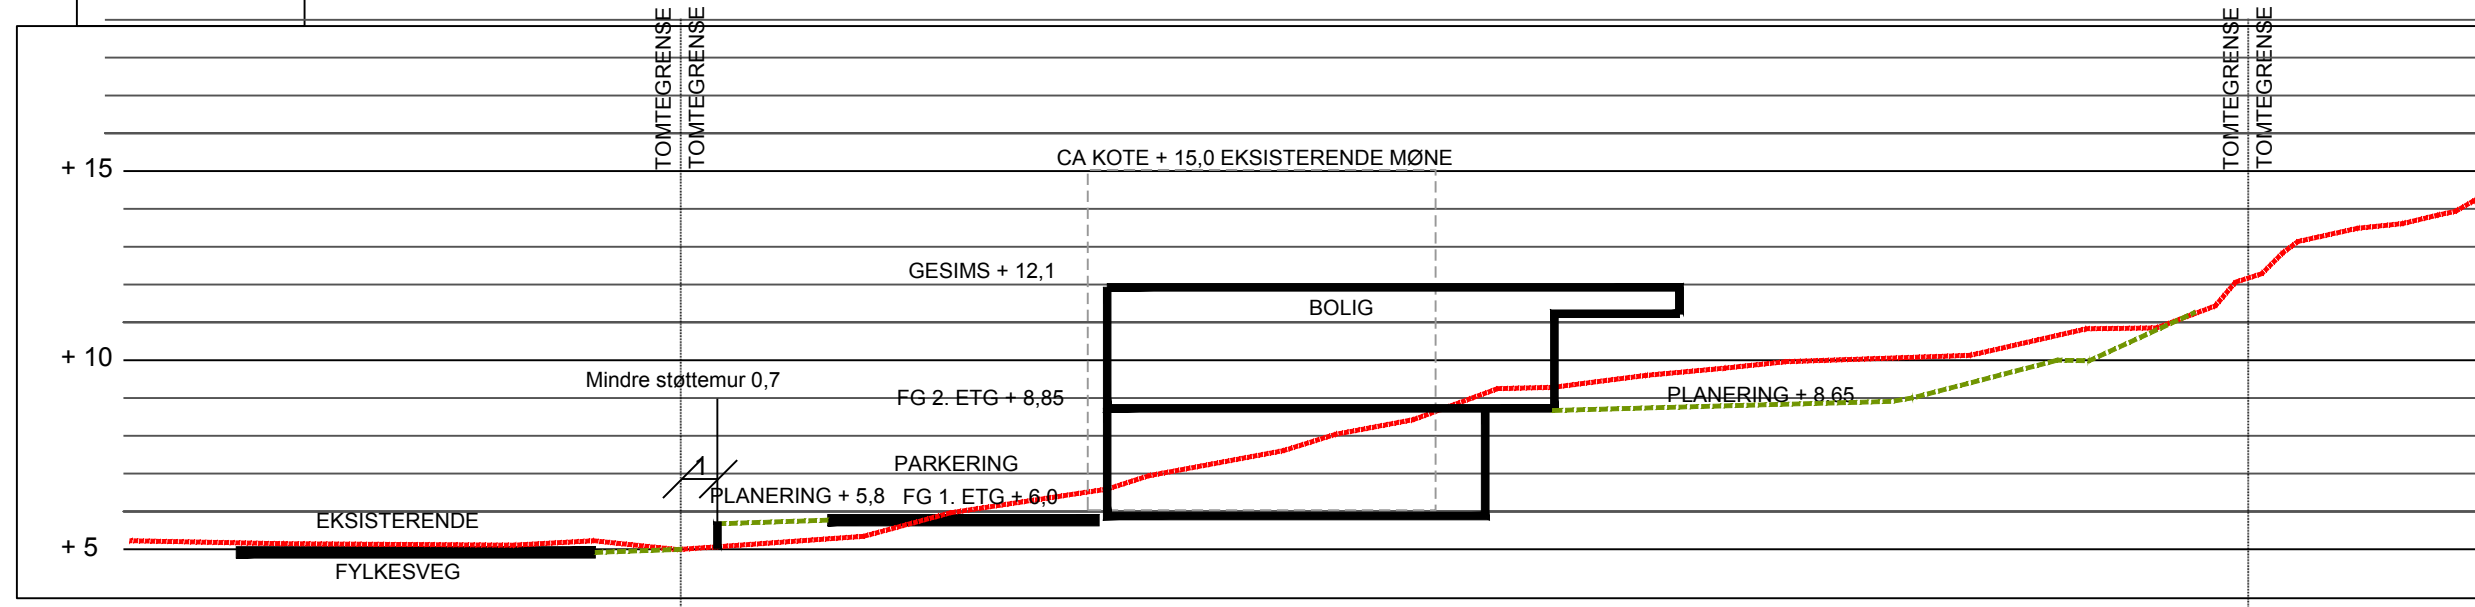 TOMTEGRENSE
TOMTEGRENSE
TOMTEGRENSE
TOMTEGRENSE
CA KOTE + 15,0 EKSISTERENDE MØNE
+ 15
GESIMS + 12,1
BOLIG
+ 10
Mindre støttemur 0,7
FG 2. ETG + 8,85
PLANERING + 8.65
1
PARKERING
PLANERING + 5,8
FG 1. ETG + 6,0
EKSISTERENDE
+ 5
FYLKESVEG